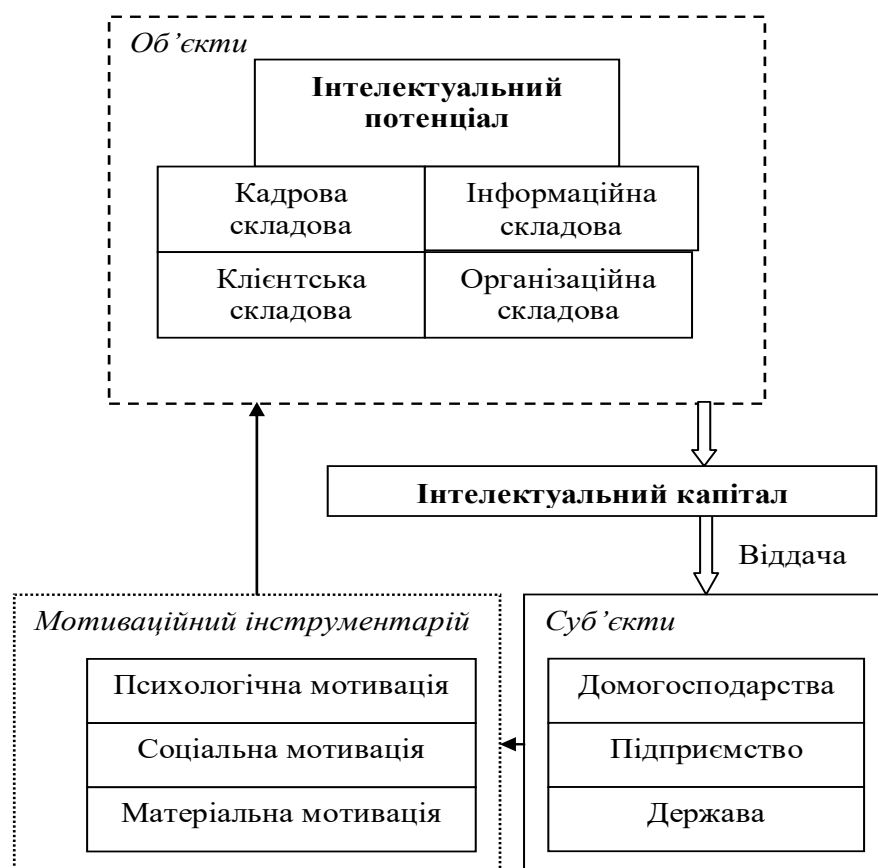 Об’єкти
Інтелектуальний
потенціал
Кадрова
складова
Інформаційна
складова
Клієнтська
складова
Організаційна
складова
Інтелектуальний капітал
Віддача
Мотиваційний інструментарій
Психологічна мотивація
Соціальна мотивація
Матеріальна мотивація
Суб’єкти
Домогосподарства
Підприємство
Держава